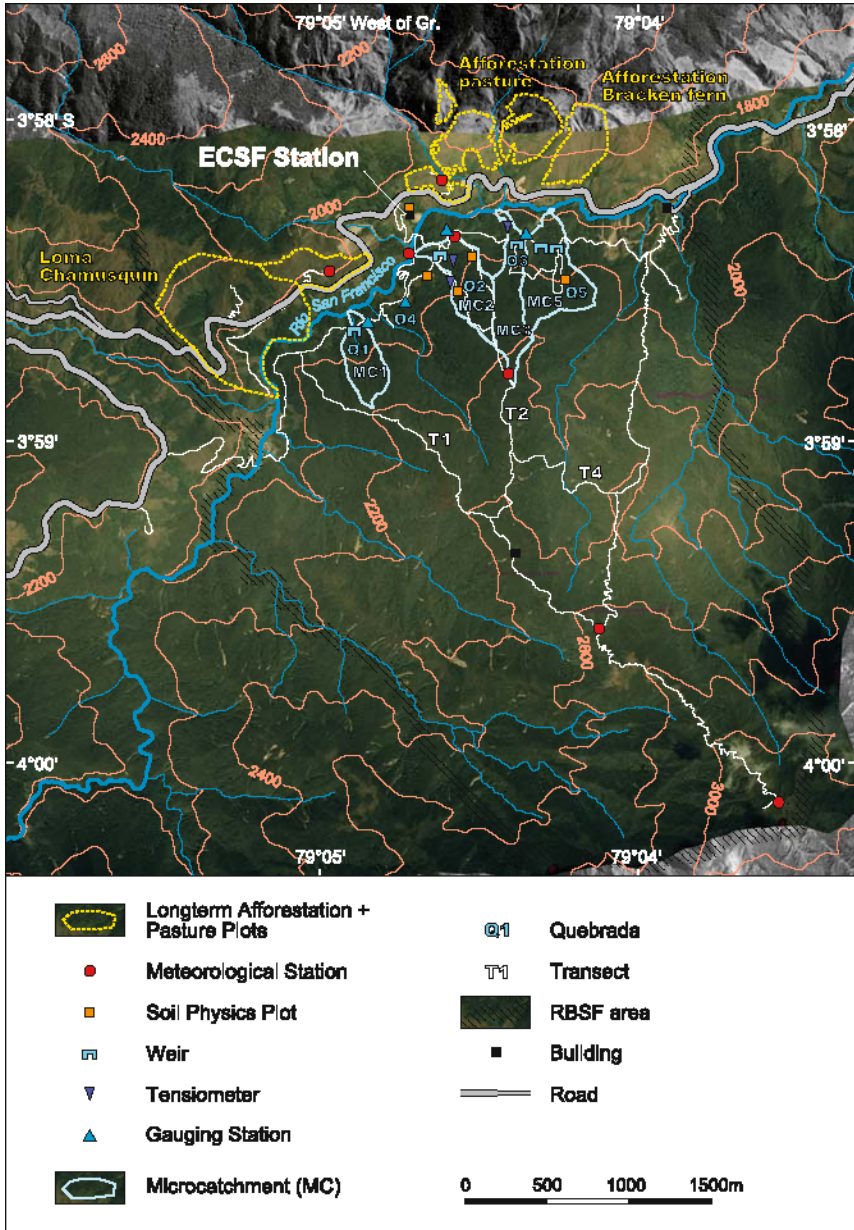 79°05' West of Gr.
79°04'
2600
2200
Afforestation
pasture
Afforestation
Bracken fern
1800
3°58' S
3°58'
2400
ECSF Station
2000
Loma
Chamusquin
Rio San Francisco
2000
Q3
Q2
MC2
MC5
Q5
Q4
MC3
Q1
MC1
T1
T2
3°59'
3°59'
T4
2200
2200
2600
4°00'
4°00'
2400
3000
79°05'
79°04'
Longterm Afforestation +
Pasture Plots
Q1 Quebrada
Meteorological Station
T1 Transect
Soil Physics Plot
RBSF area
Weir
Building
Tensiometer
Road
Gauging Station
Microcatchment (MC)
0 500 1000 1500m